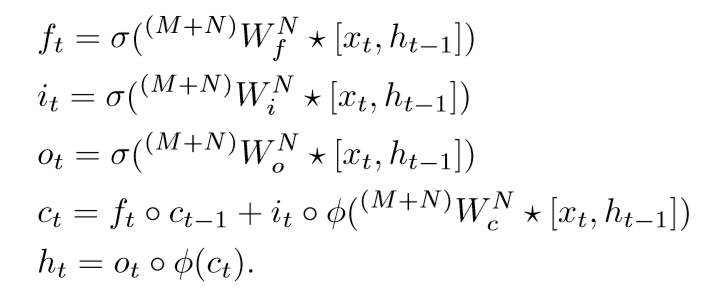 f_t = σ(^{(M+N)}W_f^N ⋆ [x_t, h_{t−1}])
i_t = σ(^{(M+N)}W_i^N ⋆ [x_t, h_{t−1}])
o_t = σ(^{(M+N)}W_o^N ⋆ [x_t, h_{t−1}])
c_t = f_t ∘ c_{t−1} + i_t ∘ ϕ(^{(M+N)}W_c^N ⋆ [x_t, h_{t−1}])
h_t = o_t ∘ ϕ(c_t).